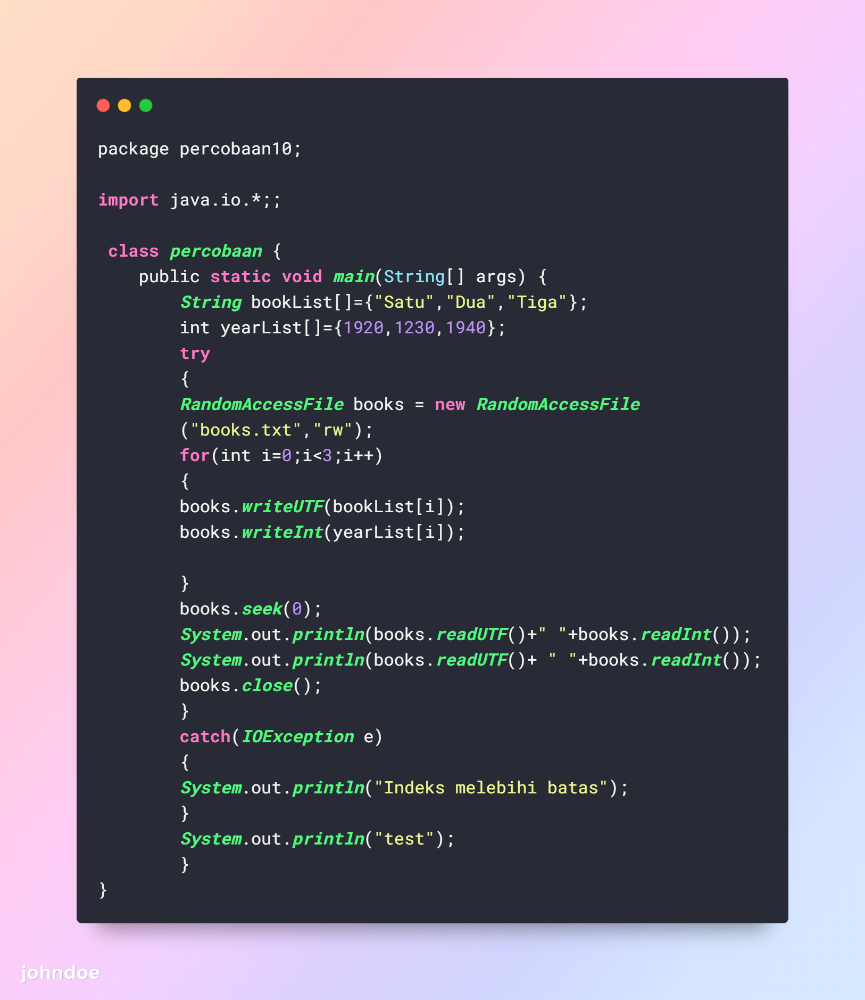 package percobaan10;
import java.io.*;;
class percobaan {
public static void main(String[] args) {
String bookList[]={"Satu","Dua","Tiga"};
int yearList[]={1920,1230,1940};
try
{
RandomAccessFile books = new RandomAccessFile
("books.txt","rw");
for(int i=0;i<3;i++)
{
books.writeUTF(bookList[i]);
books.writeInt(yearList[i]);
}
books.seek(0);
System.out.println(books.readUTF()+" "+books.readInt());
System.out.println(books.readUTF()+ " "+books.readInt());
books.close();
}
catch(IOException e)
{
System.out.println("Indeks melebihi batas");
}
System.out.println("test");
}
}
johndoe